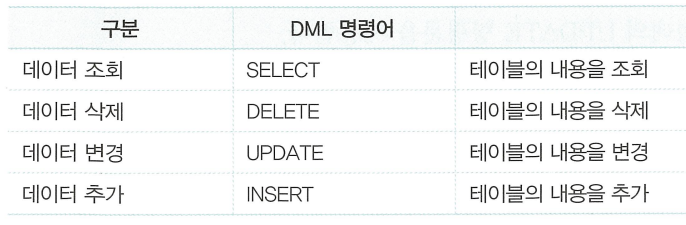 구분 DML 명령어
데이터 조회 SELECT 테이블의 내용을 조회
데이터 삭제 DELETE 테이블의 내용을 삭제
데이터 변경 UPDATE 테이블의 내용을 변경
데이터 추가 INSERT 테이블의 내용을 추가